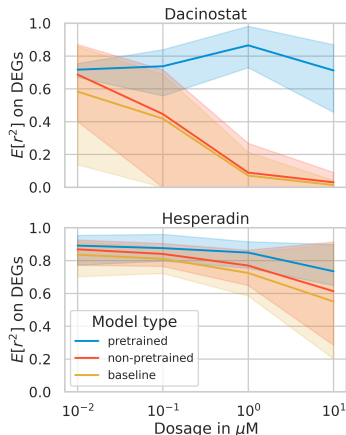 Dacinostat
E[r²] on DEGs
1.0
0.8
0.6
0.4
0.2
0.0
Hesperadin
E[r²] on DEGs
1.0
0.8
0.6
0.4
0.2
0.0
Model type
pretrained
non-pretrained
baseline
10⁻² 10⁻¹ 10⁰ 10¹
Dosage in μM